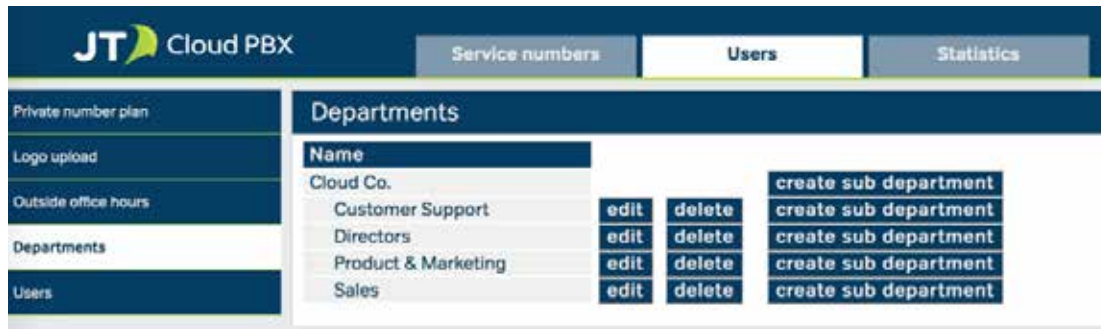 JT Cloud PBX
Service numbers Users Statistics
Private number plan
Logo upload
Outside office hours
Departments
Users
Departments
Name
Cloud Co. create sub department
Customer Support edit delete create sub department
Directors edit delete create sub department
Product & Marketing edit delete create sub department
Sales edit delete create sub department